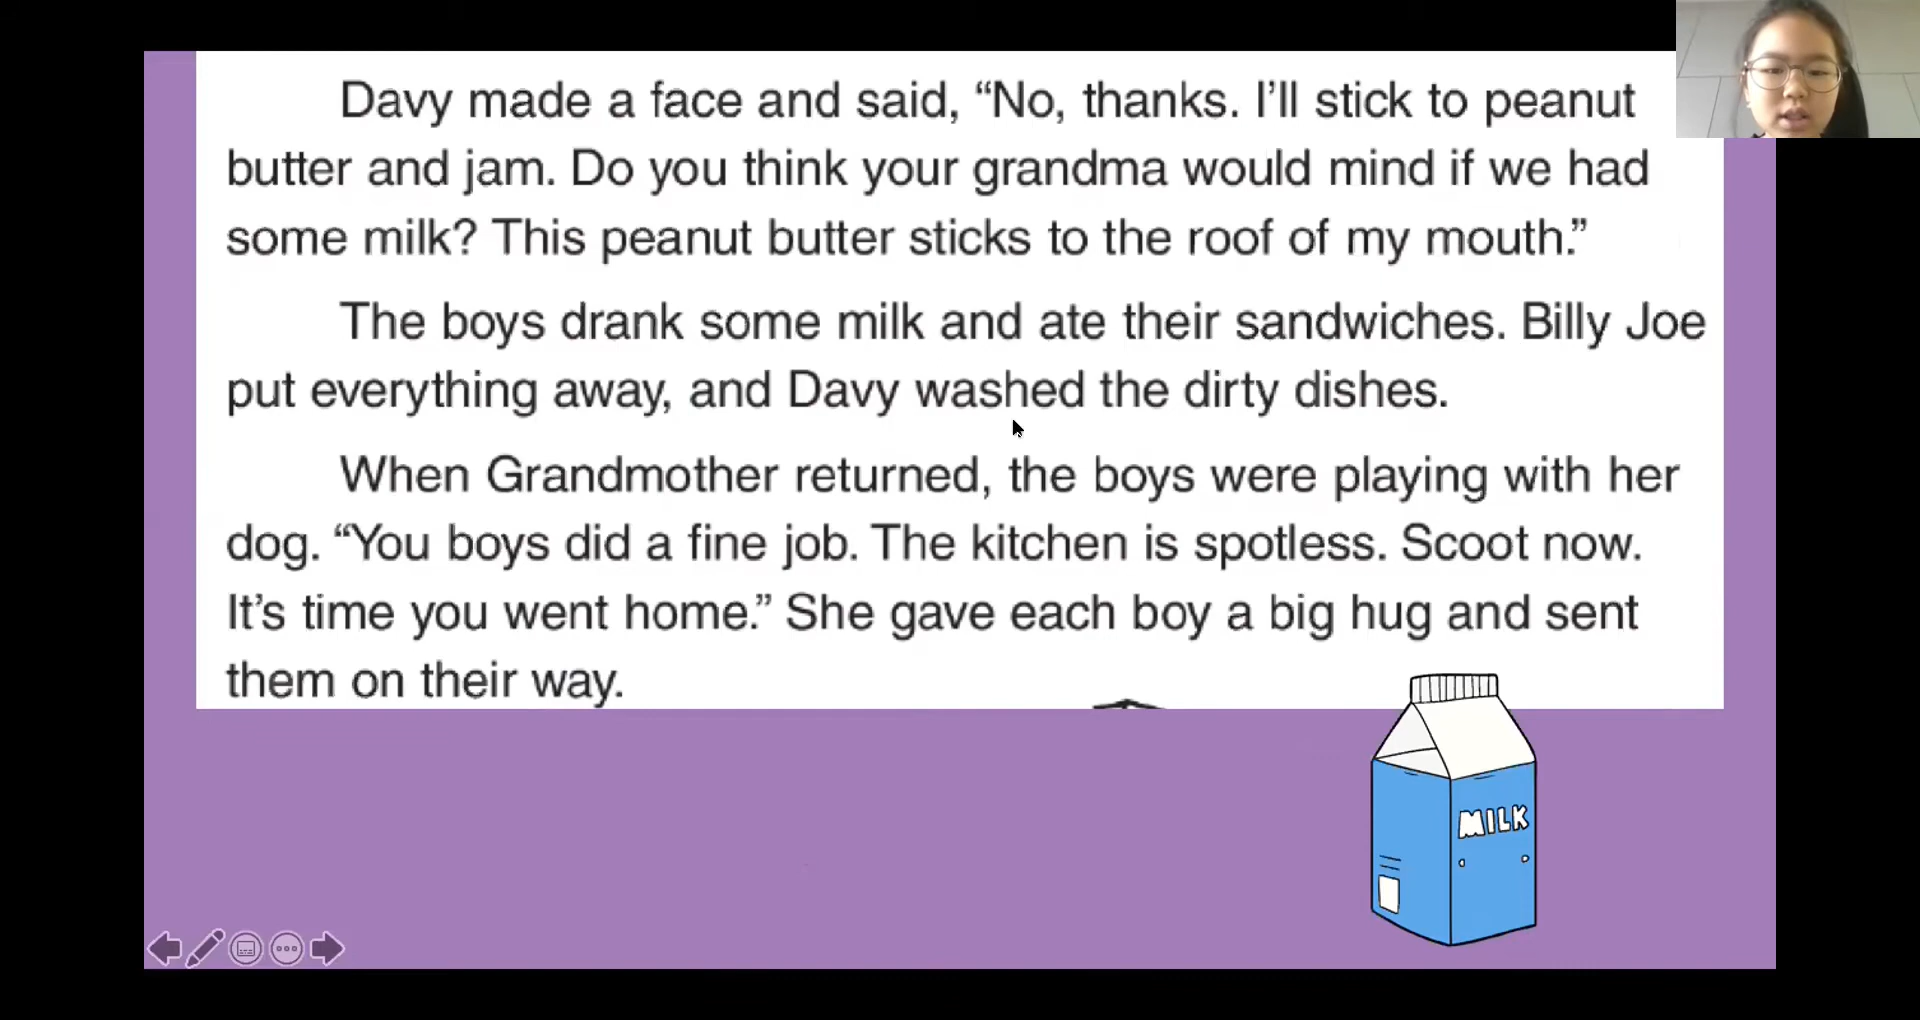 Davy made a face and said, “No, thanks. I’ll stick to peanut
butter and jam. Do you think your grandma would mind if we had
some milk? This peanut butter sticks to the roof of my mouth.”
The boys drank some milk and ate their sandwiches. Billy Joe
put everything away, and Davy washed the dirty dishes.
When Grandmother returned, the boys were playing with her
dog. “You boys did a fine job. The kitchen is spotless. Scoot now.
It’s time you went home.” She gave each boy a big hug and sent
them on their way.
MILK